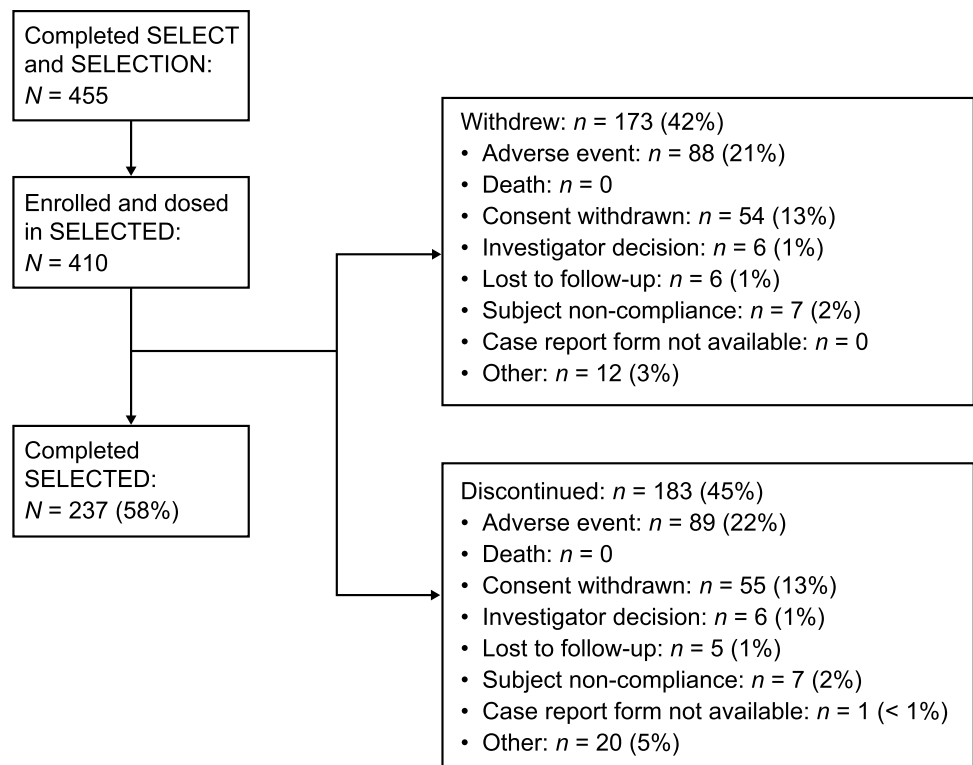 Completed SELECT
and SELECTION:
N = 455
Enrolled and dosed
in SELECTED:
N = 410
Completed
SELECTED:
N = 237 (58%)
Withdrew: n = 173 (42%)
• Adverse event: n = 88 (21%)
• Death: n = 0
• Consent withdrawn: n = 54 (13%)
• Investigator decision: n = 6 (1%)
• Lost to follow-up: n = 6 (1%)
• Subject non-compliance: n = 7 (2%)
• Case report form not available: n = 0
• Other: n = 12 (3%)
Discontinued: n = 183 (45%)
• Adverse event: n = 89 (22%)
• Death: n = 0
• Consent withdrawn: n = 55 (13%)
• Investigator decision: n = 6 (1%)
• Lost to follow-up: n = 5 (1%)
• Subject non-compliance: n = 7 (2%)
• Case report form not available: n = 1 (< 1%)
• Other: n = 20 (5%)